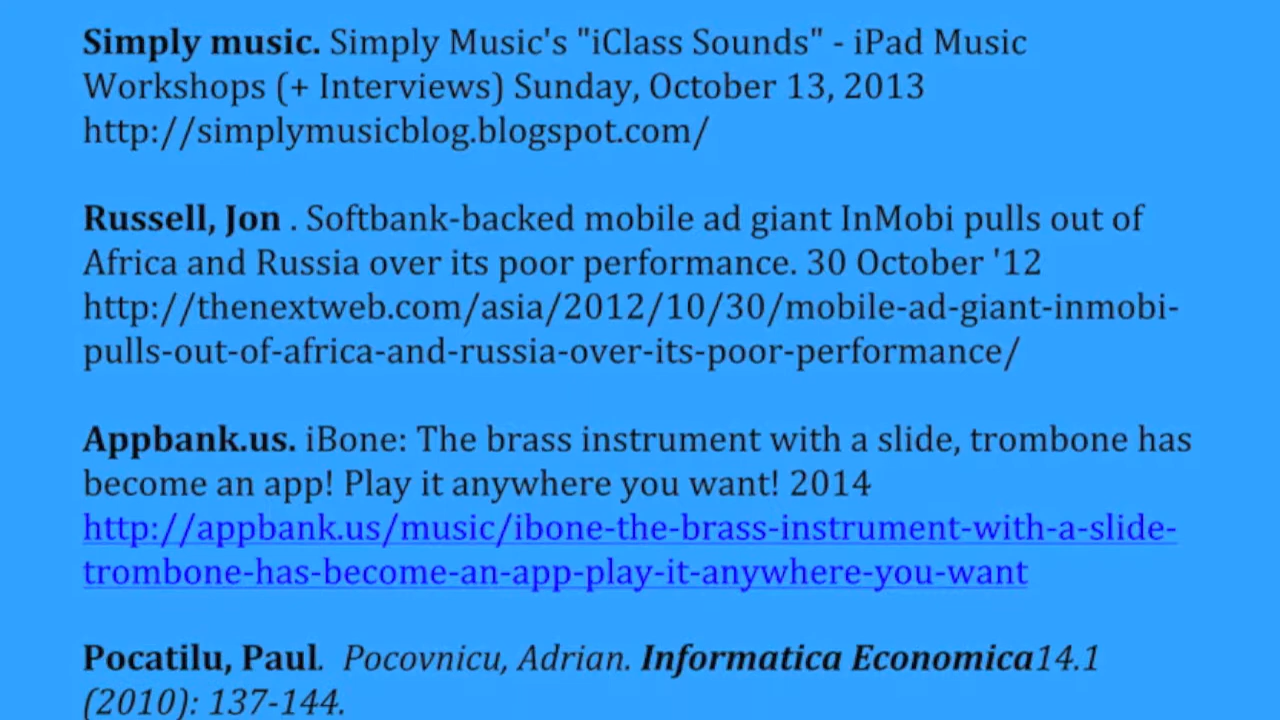 Simply music. Simply Music's "iClass Sounds" - iPad Music
Workshops (+ Interviews) Sunday, October 13, 2013
http://simplymusicblog.blogspot.com/
Russell, Jon . Softbank-backed mobile ad giant InMobi pulls out of
Africa and Russia over its poor performance. 30 October '12
http://thenextweb.com/asia/2012/10/30/mobile-ad-giant-inmobi-
pulls-out-of-africa-and-russia-over-its-poor-performance/
Appbank.us. iBone: The brass instrument with a slide, trombone has
become an app! Play it anywhere you want! 2014
http://appbank.us/music/ibone-the-brass-instrument-with-a-slide-
trombone-has-become-an-app-play-it-anywhere-you-want
Pocatilu, Paul.  Pocovnicu, Adrian. Informatica Economica14.1
(2010): 137-144.